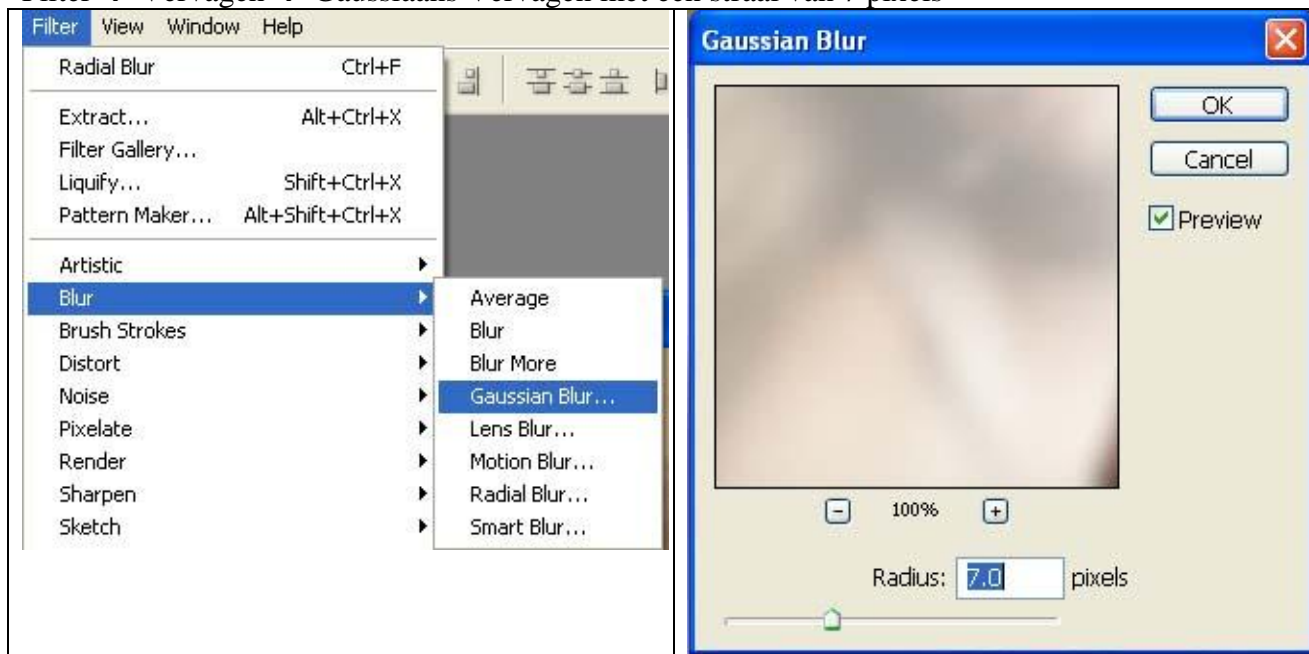 Filter View Window Help
Radial Blur Ctrl+F
Extract... Alt+Ctrl+X
Filter Gallery...
Liquify... Shift+Ctrl+X
Pattern Maker... Alt+Shift+Ctrl+X
Artistic
Blur
Brush Strokes
Distort
Noise
Pixelate
Render
Sharpen
Sketch
Average
Blur
Blur More
Gaussian Blur...
Lens Blur...
Motion Blur...
Radial Blur...
Smart Blur...
Gaussian Blur
OK
Cancel
Preview
100%
Radius: 7.0 pixels